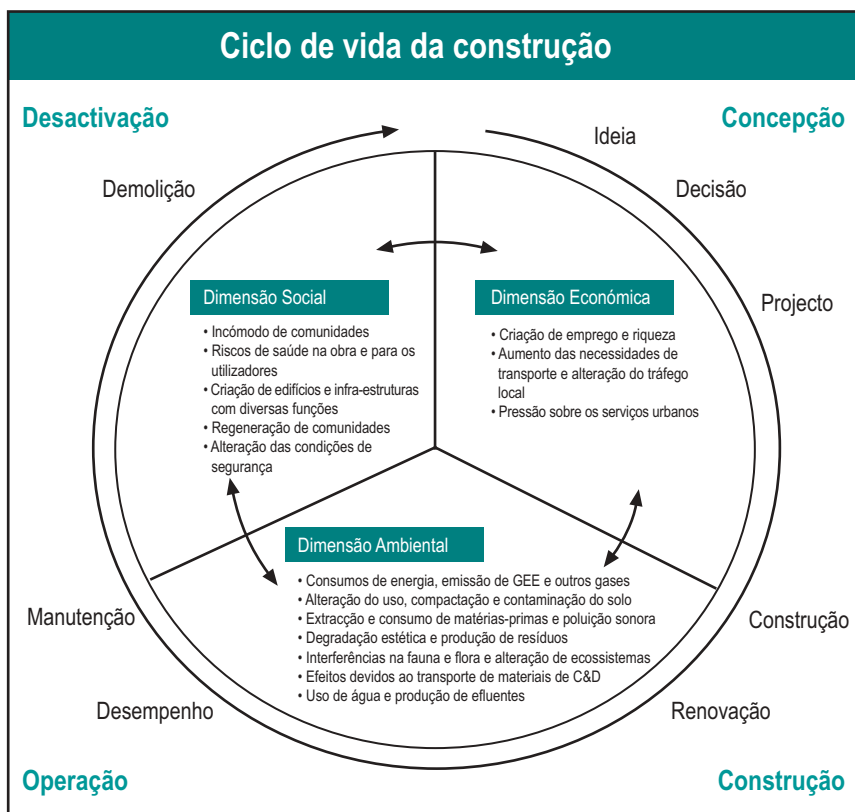 Ciclo de vida da construção
Desactivação
Concepção
Ideia
Demolição
Decisão
Projecto
Dimensão Social
• Incómodo de comunidades
• Riscos de saúde na obra e para os
utilizadores
• Criação de edifícios e infra-estruturas
com diversas funções
• Regeneração de comunidades
• Alteração das condições de
segurança
Dimensão Económica
• Criação de emprego e riqueza
• Aumento das necessidades de
transporte e alteração do tráfego
local
• Pressão sobre os serviços urbanos
Dimensão Ambiental
• Consumos de energia, emissão de GEE e outros gases
• Alteração do uso, compactação e contaminação do solo
• Extracção e consumo de matérias-primas e poluição sonora
• Degradação estética e produção de resíduos
• Interferências na fauna e flora e alteração de ecossistemas
• Efeitos devidos ao transporte de materiais de C&D
• Uso de água e produção de efluentes
Manutenção
Construção
Desempenho
Renovação
Operação
Construção